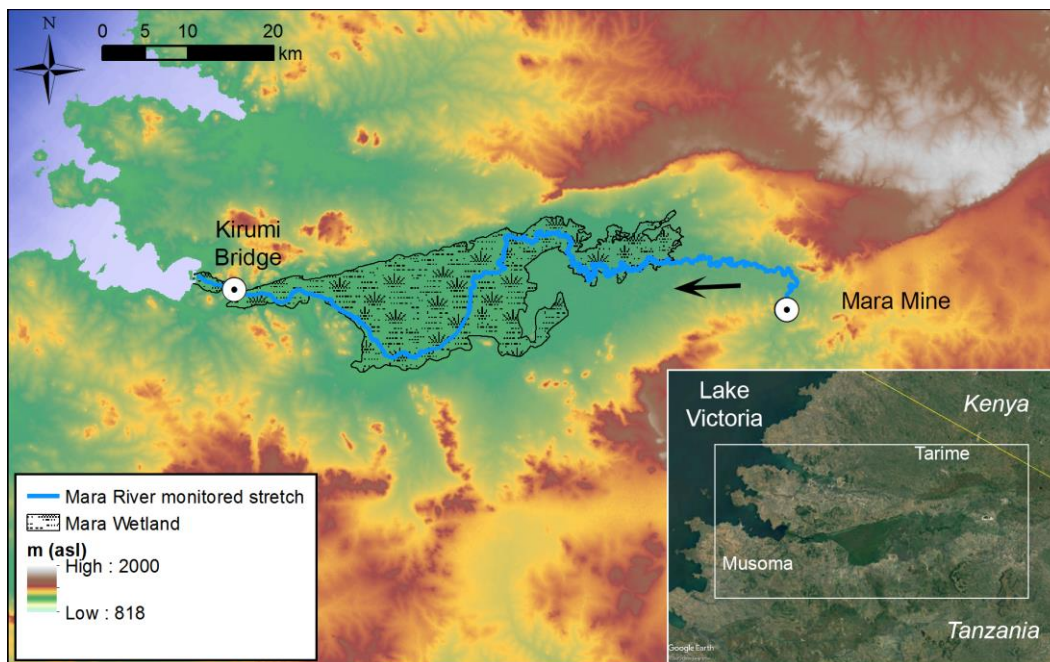 N
0 5 10 20
km
Kirumi
Bridge
Mara Mine
Mara River monitored stretch
Mara Wetland
m (asl)
High : 2000
Low : 818
Lake
Victoria
Kenya
Tarime
Musoma
Tanzania
Google Earth